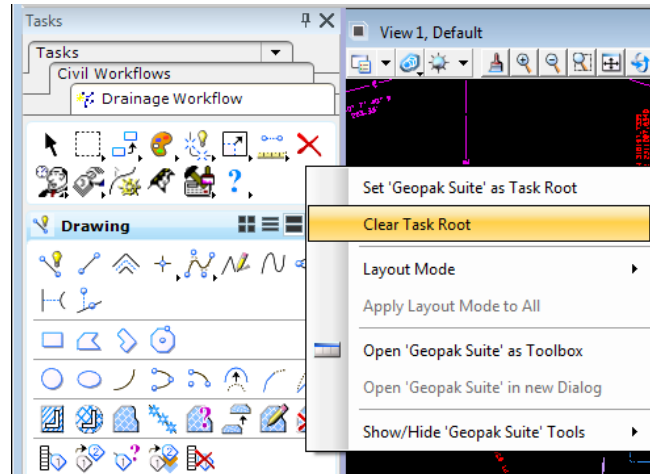 Tasks
Tasks
Civil Workflows
Drainage Workflow
Drawing
View 1, Default
Set 'Geopak Suite' as Task Root
Clear Task Root
Layout Mode
Apply Layout Mode to All
Open 'Geopak Suite' as Toolbox
Open 'Geopak Suite' in new Dialog
Show/Hide 'Geopak Suite' Tools